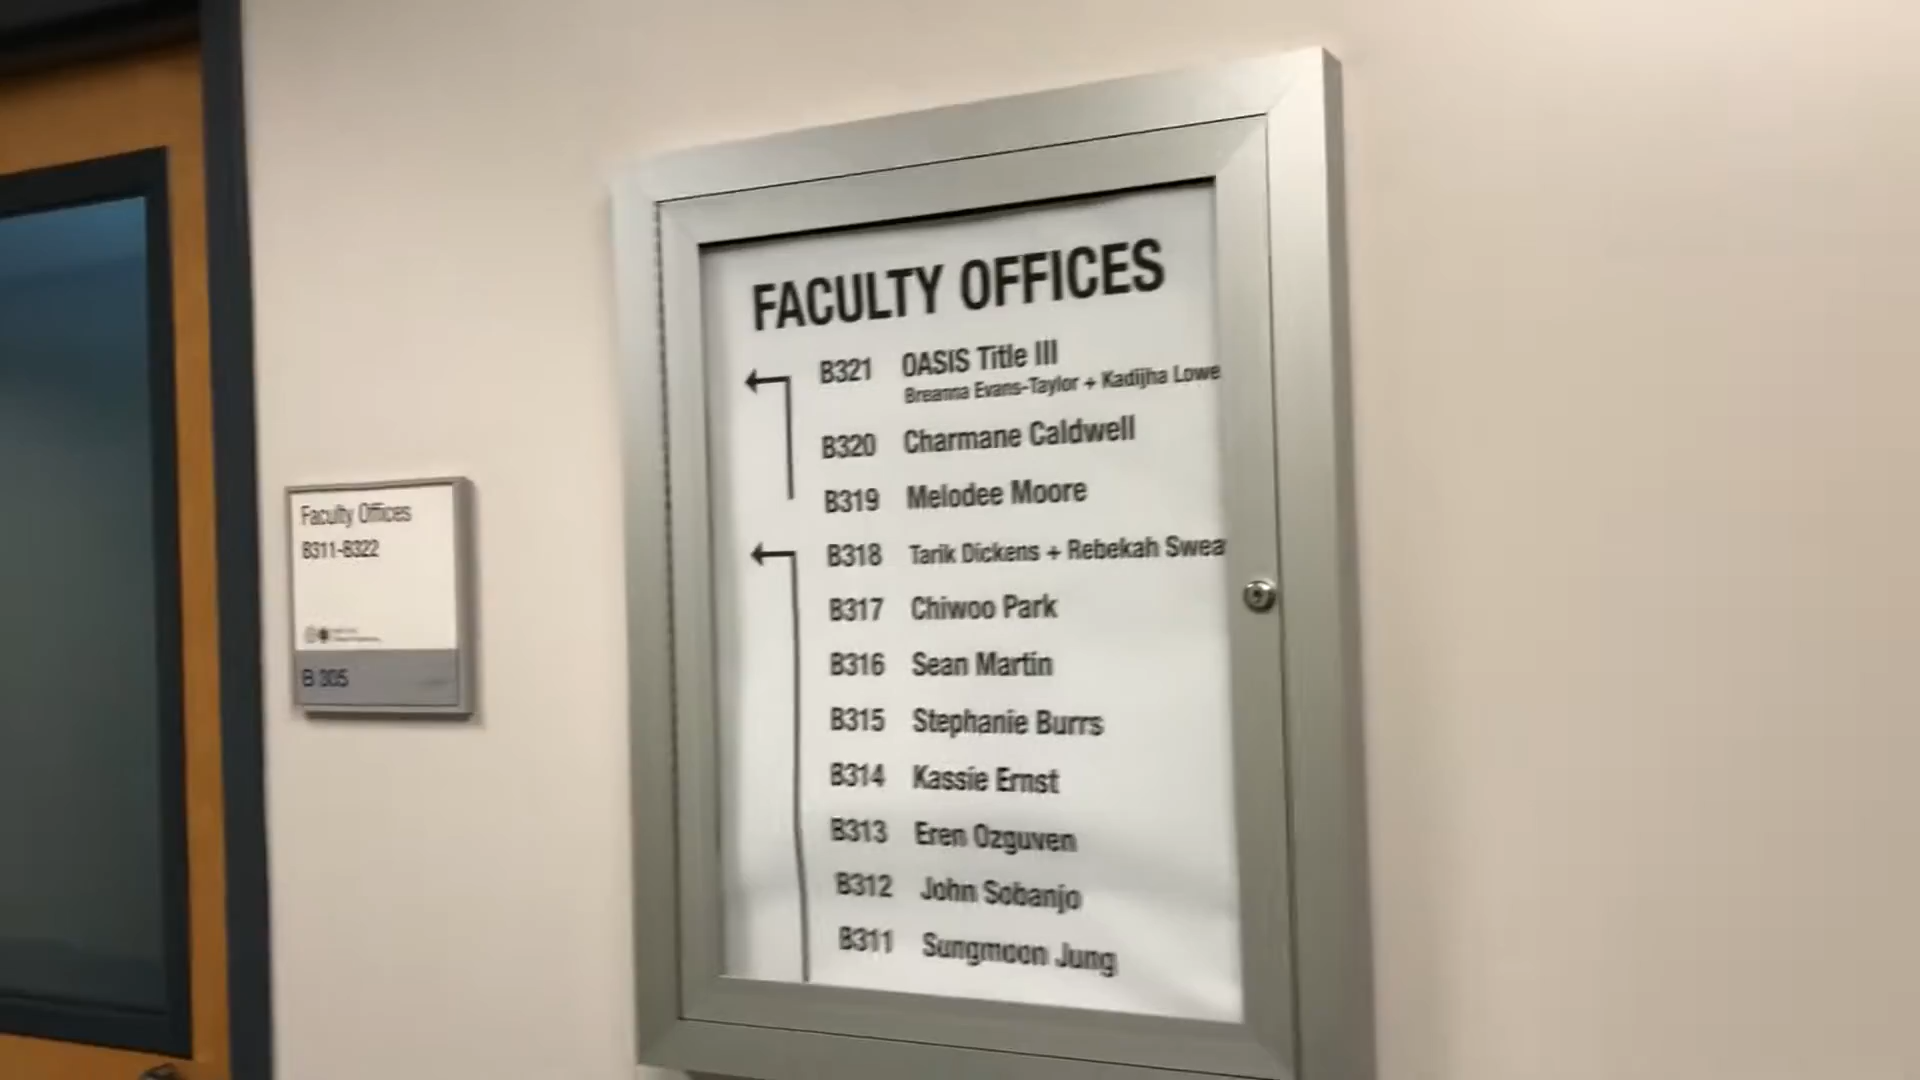 FACULTY OFFICES
B321 OASIS Title III
Breanna Evans-Taylor + Kadijha Lowe
B320 Charmane Caldwell
B319 Melodee Moore
B318 Tarik Dickens + Rebekah Swea
B317 Chiwoo Park
B316 Sean Martin
B315 Stephanie Burrs
B314 Kassie Ernst
B313 Eren Ozguven
B312 John Sobanjo
B311 Sungmoon Jung
Faculty Offices
B311-B322
B 305